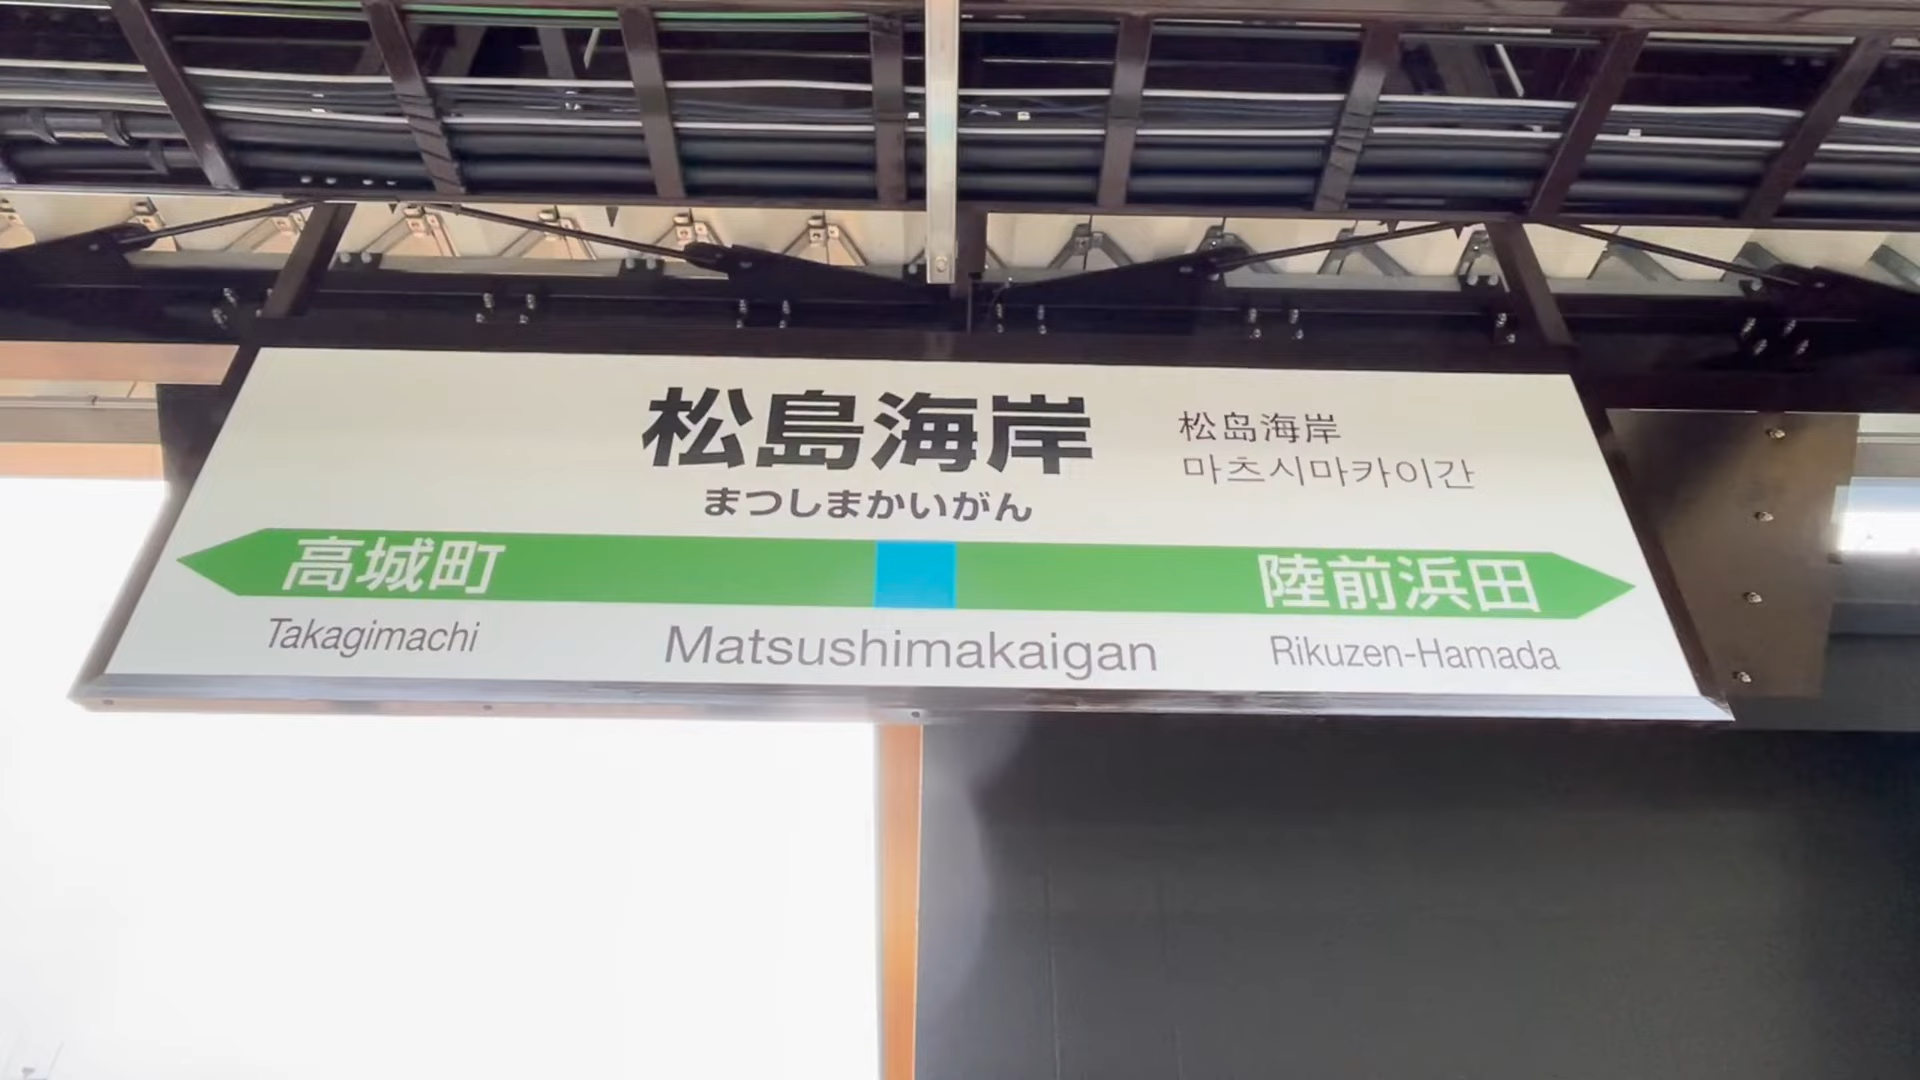 松島海岸
松岛海岸
마츠시마카이간
まつしまかいがん
高城町
陸前浜田
Takagimachi
Matsushimakaigan
Rikuzen-Hamada